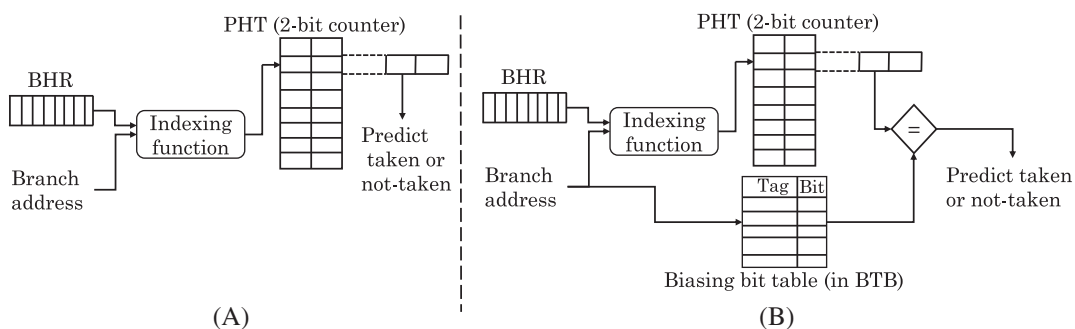 PHT (2-bit counter)
BHR
Indexing
function
Branch
address
Predict
taken or
not-taken
(A)
PHT (2-bit counter)
BHR
Indexing
function
Branch
address
=
Tag Bit
Predict taken
or not-taken
Biasing bit table (in BTB)
(B)